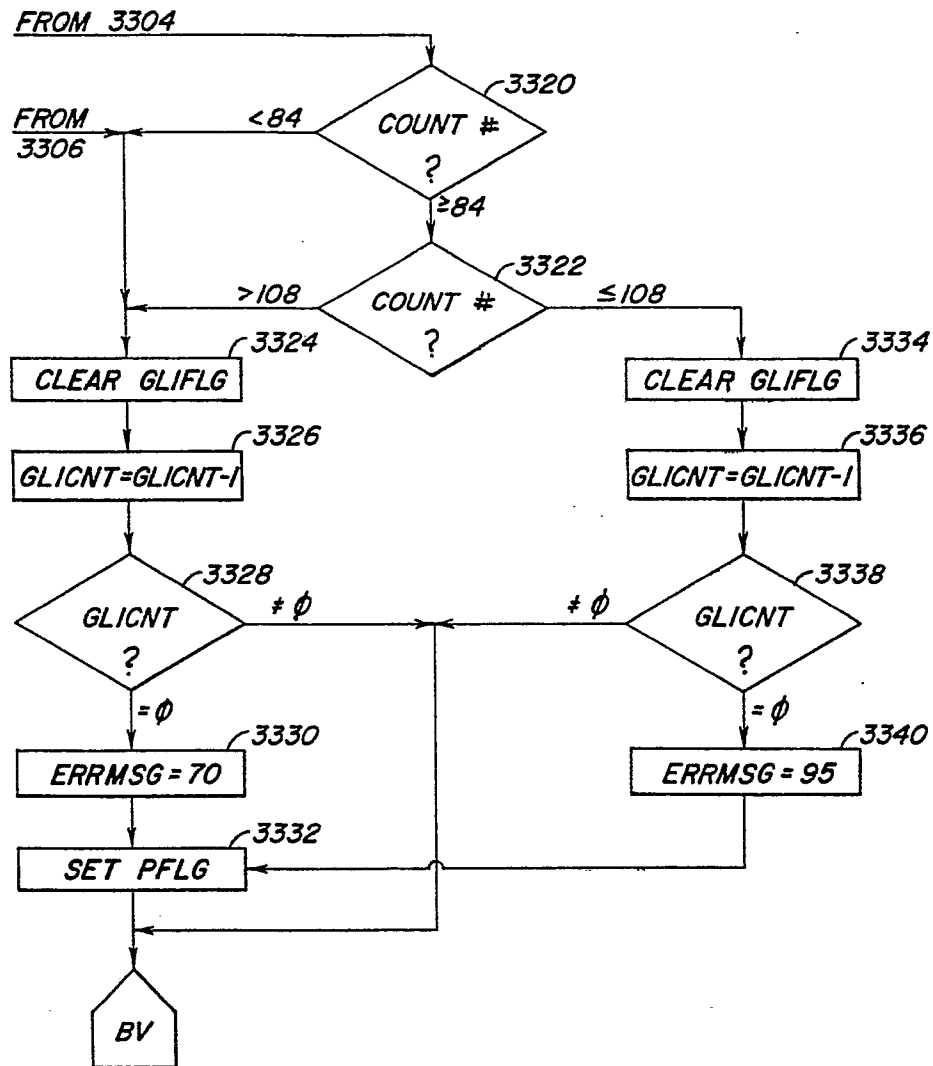 FROM 3304
3320
COUNT #
?
<84
FROM
3306
≥84
3322
COUNT #
?
>108
≤108
3324
CLEAR GLIFLG
3334
CLEAR GLIFLG
3326
GLICNT=GLICNT-1
3336
GLICNT=GLICNT-1
3328
GLICNT
?
≠ φ
3338
GLICNT
?
≠ φ
= φ
= φ
3330
ERRMSG = 70
3340
ERRMSG = 95
3332
SET PFLG
BV